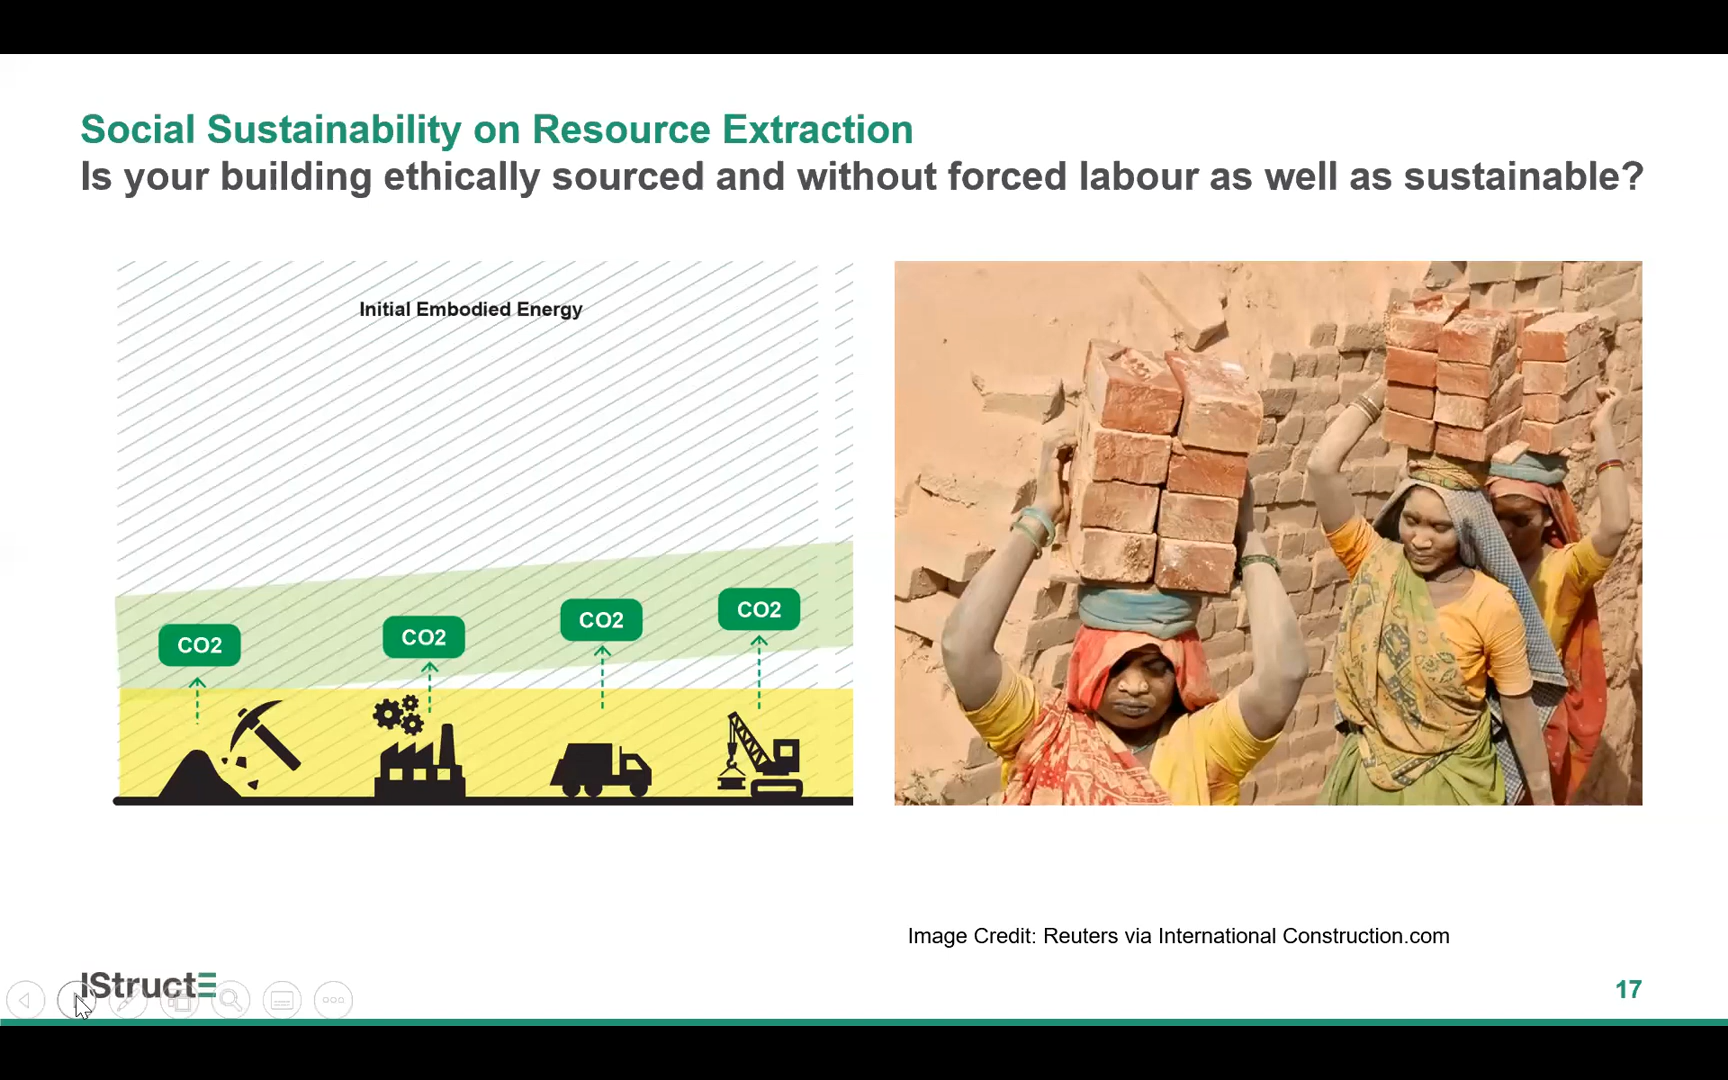 Social Sustainability on Resource Extraction
Is your building ethically sourced and without forced labour as well as sustainable?
Initial Embodied Energy
CO2
CO2
CO2
CO2
Image Credit: Reuters via International Construction.com
IStructE
17